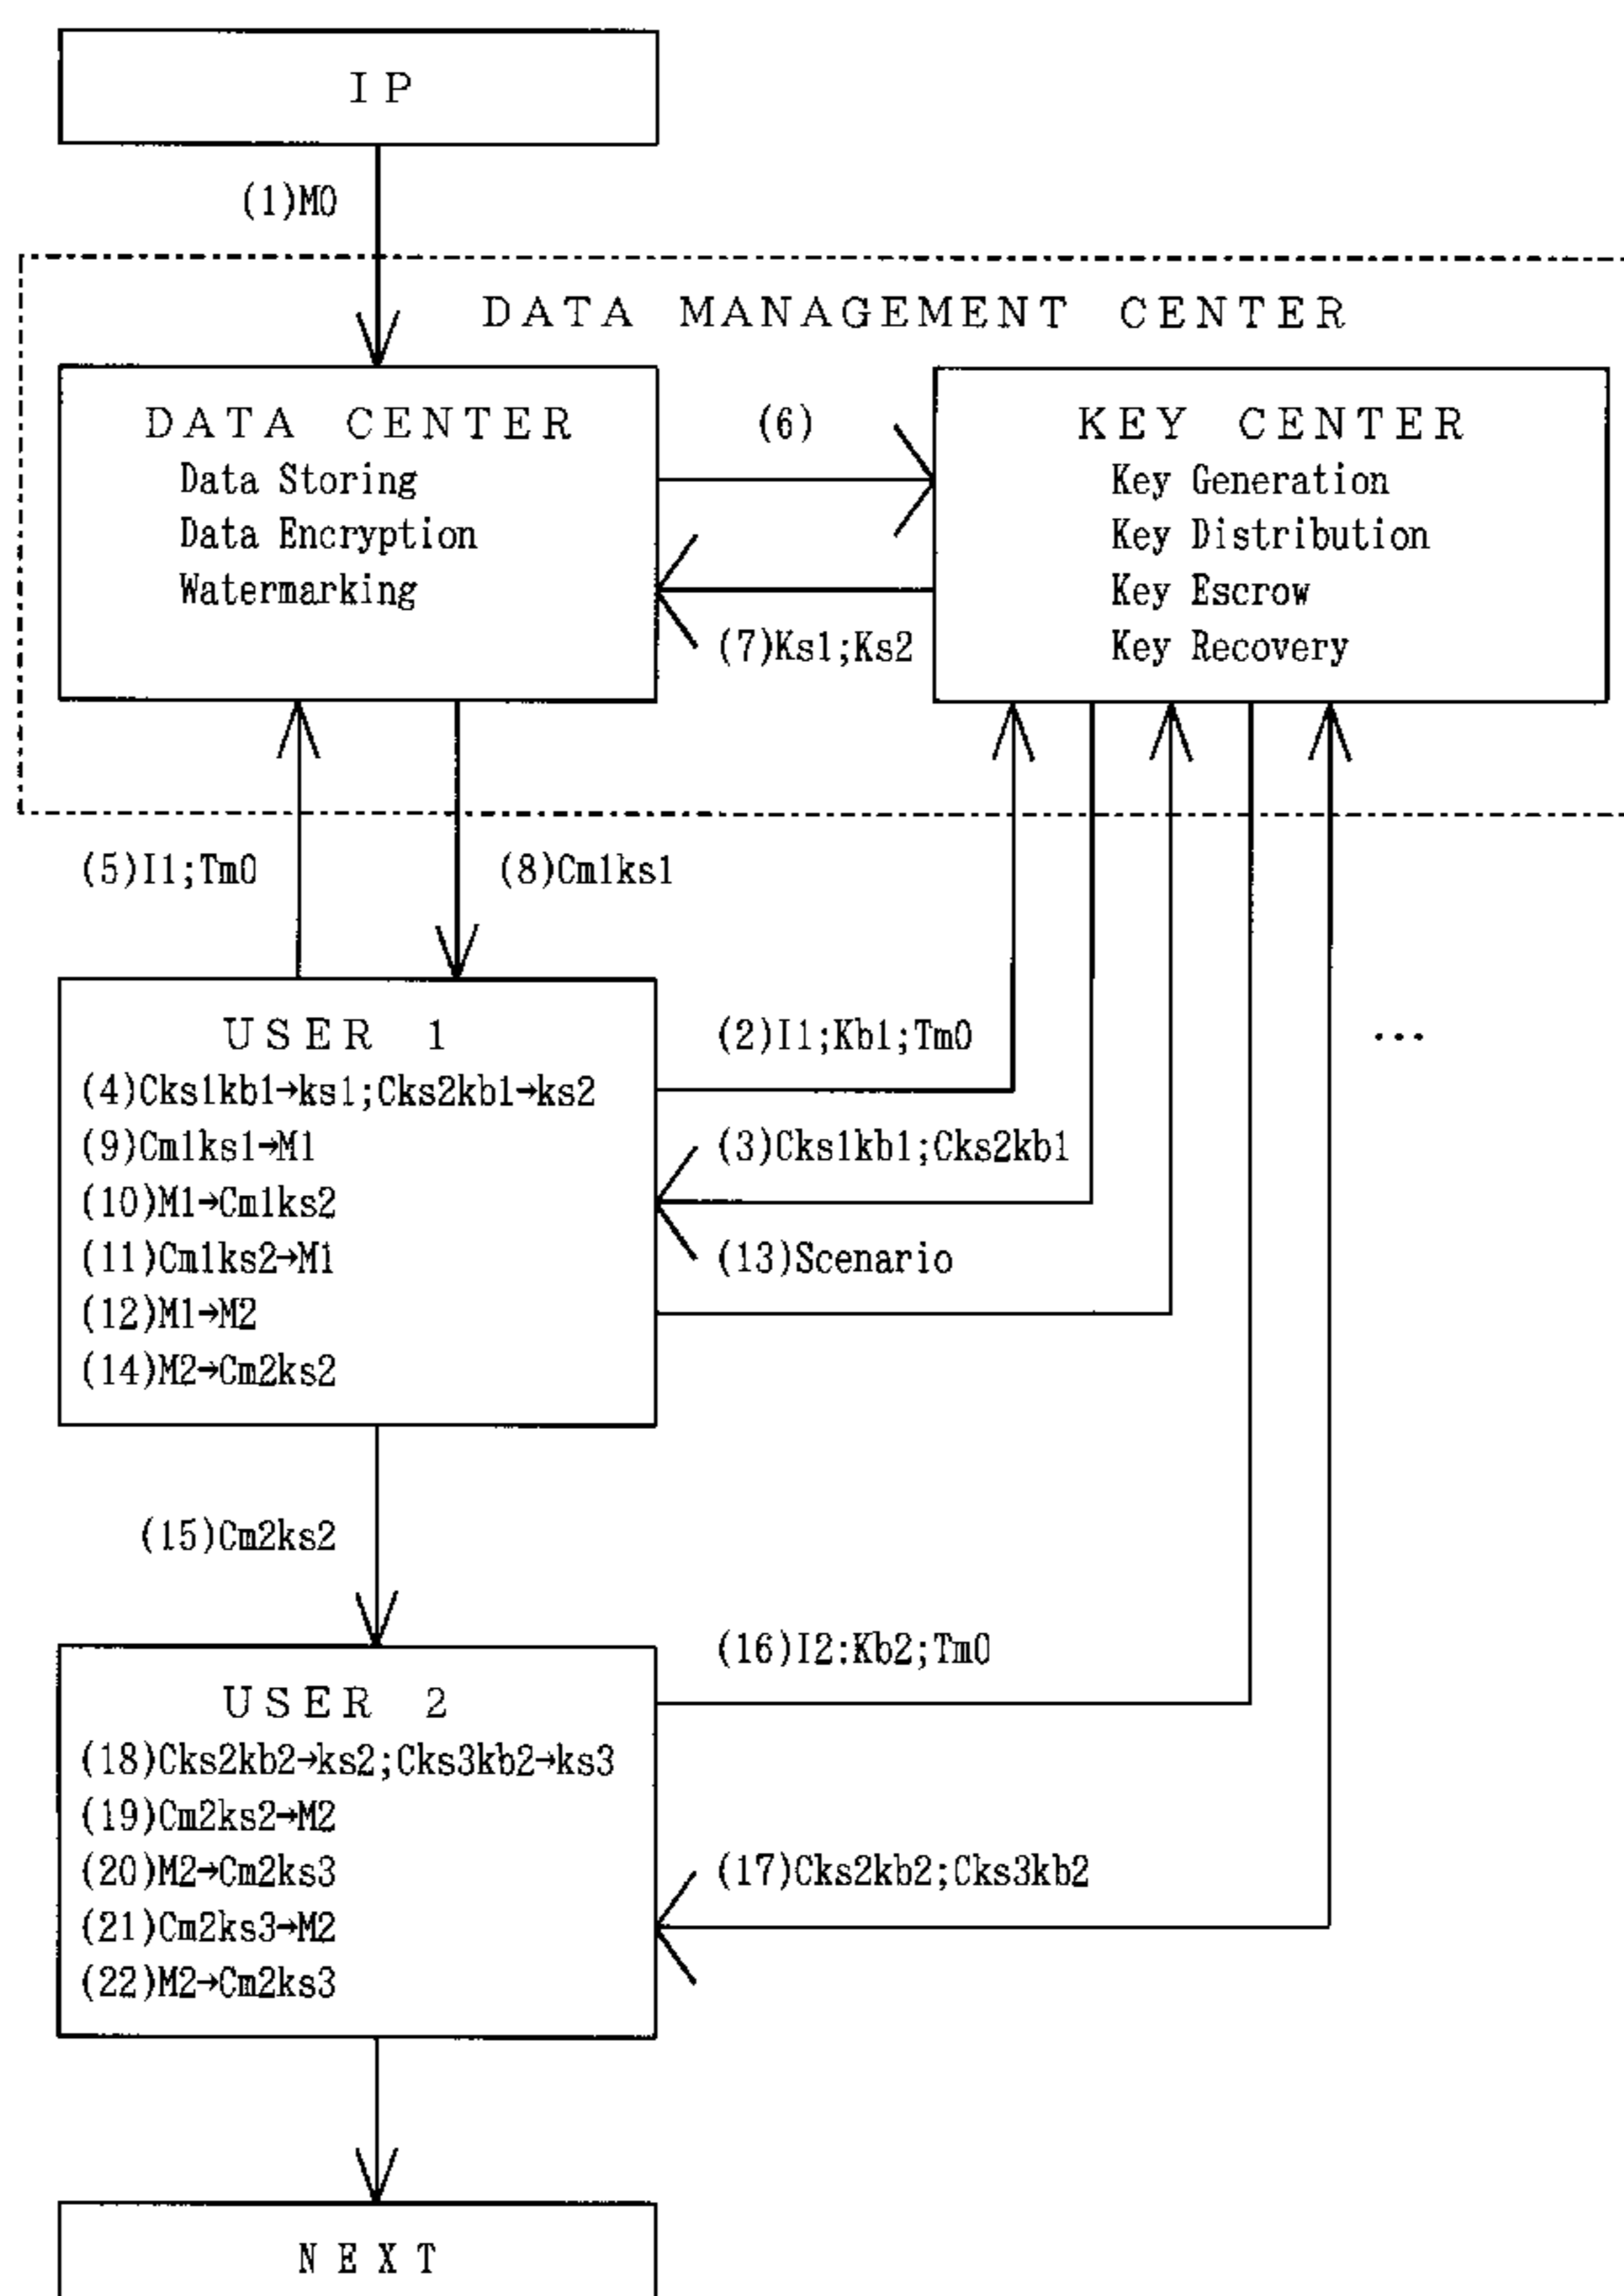 IP
(1)M0
DATA MANAGEMENT CENTER
DATA CENTER
Data Storing
Data Encryption
Watermarking
(6)
(7)Ks1;Ks2
KEY CENTER
Key Generation
Key Distribution
Key Escrow
Key Recovery
(5)I1;Tm0
(8)Cm1ks1
USER 1
(4)Cks1kb1→ks1;Cks2kb1→ks2
(9)Cm1ks1→M1
(10)M1→Cm1ks2
(11)Cm1ks2→M1
(12)M1→M2
(14)M2→Cm2ks2
(2)I1;Kb1;Tm0
(3)Cks1kb1;Cks2kb1
(13)Scenario
...
(15)Cm2ks2
USER 2
(18)Cks2kb2→ks2;Cks3kb2→ks3
(19)Cm2ks2→M2
(20)M2→Cm2ks3
(21)Cm2ks3→M2
(22)M2→Cm2ks3
(16)I2:Kb2;Tm0
(17)Cks2kb2;Cks3kb2
NEXT